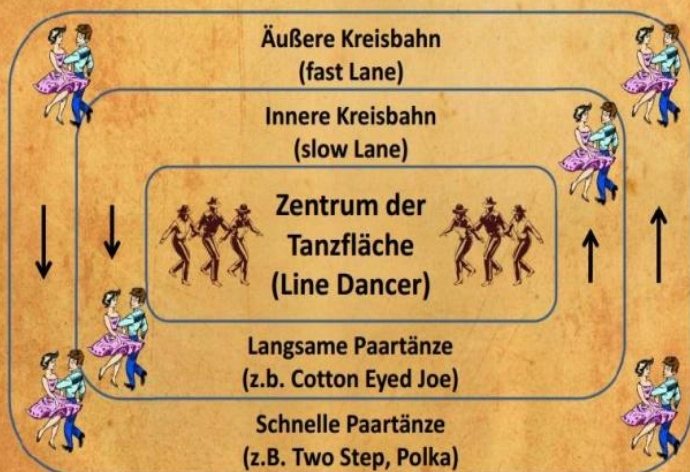 Äußere Kreisbahn
(fast Lane)
Innere Kreisbahn
(slow Lane)
Zentrum der
Tanzfläche
(Line Dancer)
Langsame Paartänze
(z.b. Cotton Eyed Joe)
Schnelle Paartänze
(z.B. Two Step, Polka)